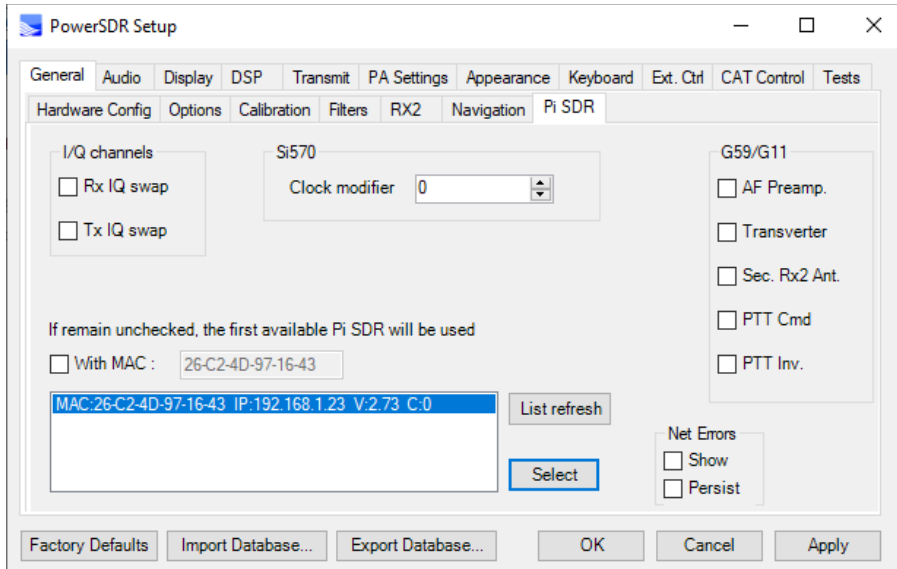 PowerSDR Setup
General Audio Display DSP Transmit PA Settings Appearance Keyboard Ext. Ctrl CAT Control Tests
Hardware Config Options Calibration Filters RX2 Navigation Pi SDR
I/Q channels
Rx IQ swap
Tx IQ swap
Si570
Clock modifier 0
G59/G11
AF Preamp.
Transverter
Sec. Rx2 Ant.
PTT Cmd
PTT Inv.
If remain unchecked, the first available Pi SDR will be used
With MAC : 26-C2-4D-97-16-43
MAC:26-C2-4D-97-16-43 IP:192.168.1.23 V:2.73 C:0
List refresh
Select
Net Errors
Show
Persist
Factory Defaults Import Database... Export Database... OK Cancel Apply